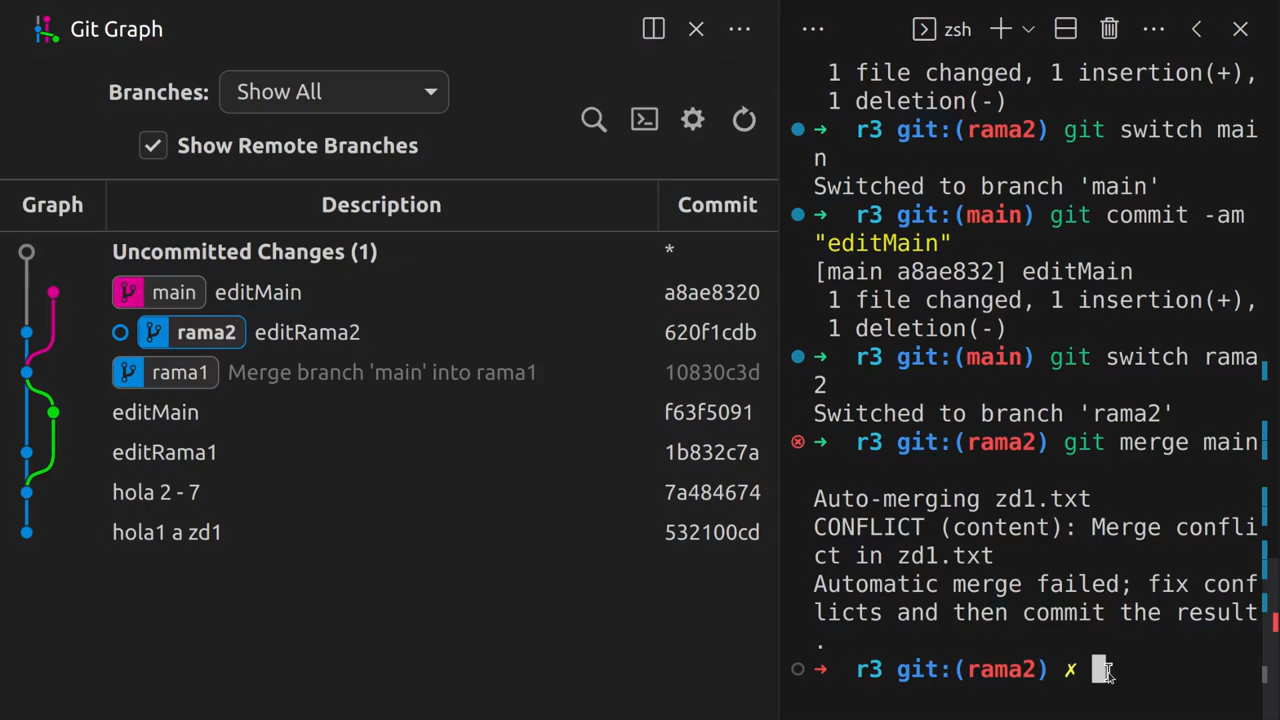 Git Graph
Branches: Show All
Show Remote Branches
Graph Description Commit
Uncommitted Changes (1) *
main editMain a8ae8320
rama2 editRama2 620f1cdb
rama1 Merge branch 'main' into rama1 10830c3d
editMain f63f5091
editRama1 1b832c7a
hola 2 - 7 7a484674
hola1 a zd1 532100cd
zsh
1 file changed, 1 insertion(+),
1 deletion(-)
➜ r3 git:(rama2) git switch mai
n
Switched to branch 'main'
➜ r3 git:(main) git commit -am
"editMain"
[main a8ae832] editMain
1 file changed, 1 insertion(+),
1 deletion(-)
➜ r3 git:(main) git switch rama
2
Switched to branch 'rama2'
➜ r3 git:(rama2) git merge main
Auto-merging zd1.txt
CONFLICT (content): Merge confli
ct in zd1.txt
Automatic merge failed; fix conf
licts and then commit the result
.
➜ r3 git:(rama2) ✗